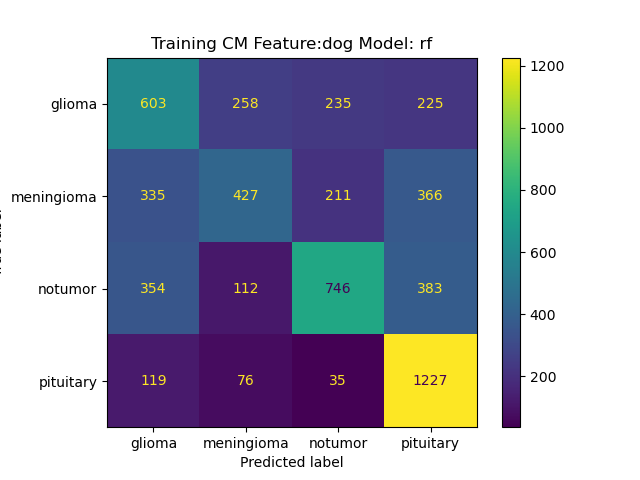 Training CM Feature:dog Model: rf
glioma 603 258 235 225
meningioma 335 427 211 366
notumor 354 112 746 383
pituitary 119 76 35 1227
glioma meningioma notumor pituitary
Predicted label
1200
1000
800
600
400
200